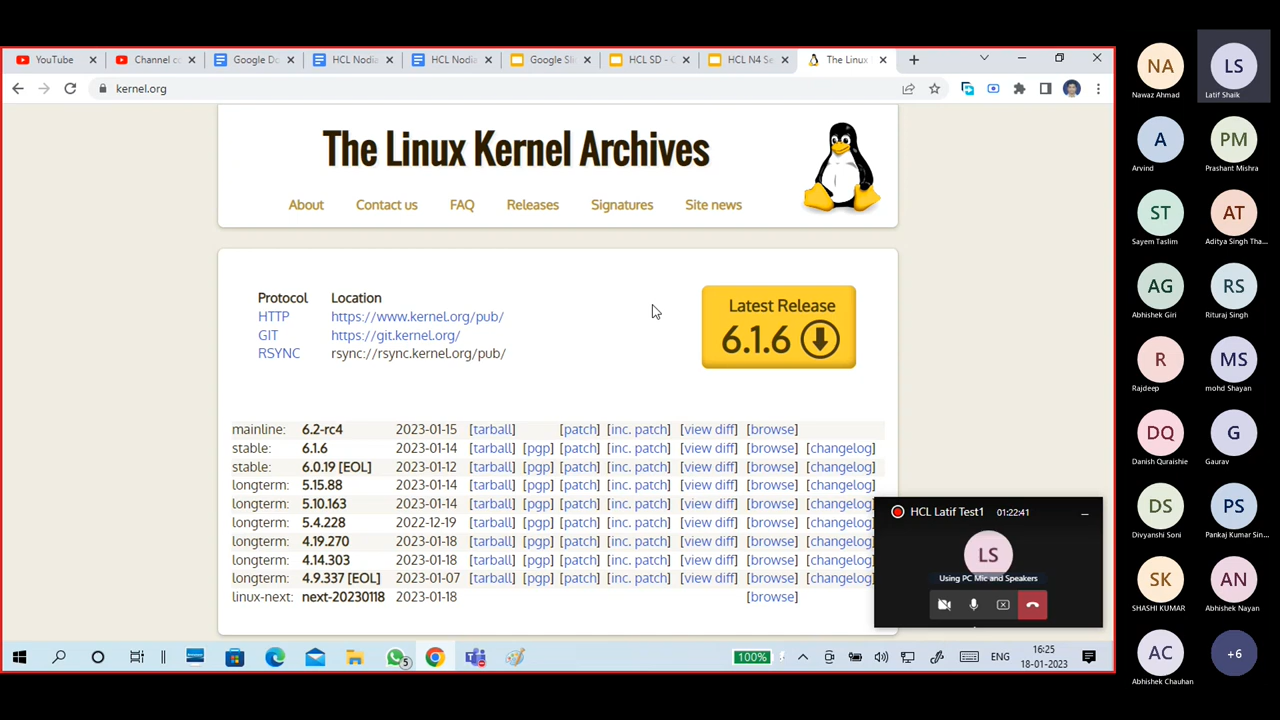 YouTube
Channel co
Google Do
HCL Nodia
HCL Nodia
Google Sli
HCL SD - C
HCL N4 Se
The Linux
kernel.org
The Linux Kernel Archives
About Contact us FAQ Releases Signatures Site news
Protocol Location
HTTP https://www.kernel.org/pub/
GIT https://git.kernel.org/
RSYNC rsync://rsync.kernel.org/pub/
Latest Release
6.1.6
mainline: 6.2-rc4 2023-01-15 [tarball] [patch] [inc. patch] [view diff] [browse]
stable: 6.1.6 2023-01-14 [tarball] [pgp] [patch] [inc. patch] [view diff] [browse] [changelog]
stable: 6.0.19 [EOL] 2023-01-12 [tarball] [pgp] [patch] [inc. patch] [view diff] [browse] [changelog]
longterm: 5.15.88 2023-01-14 [tarball] [pgp] [patch] [inc. patch] [view diff] [browse] [changelog]
longterm: 5.10.163 2023-01-14 [tarball] [pgp] [patch] [inc. patch] [view diff] [browse] [changelog]
longterm: 5.4.228 2022-12-19 [tarball] [pgp] [patch] [inc. patch] [view diff] [browse] [changelog]
longterm: 4.19.270 2023-01-18 [tarball] [pgp] [patch] [inc. patch] [view diff] [browse] [changelog]
longterm: 4.14.303 2023-01-18 [tarball] [pgp] [patch] [inc. patch] [view diff] [browse] [changelog]
longterm: 4.9.337 [EOL] 2023-01-07 [tarball] [pgp] [patch] [inc. patch] [view diff] [browse] [changelog]
linux-next: next-20230118 2023-01-18 [browse]
HCL Latif Test1 01:22:41
LS
Using PC Mic and Speakers
5
100%
ENG
16:25
18-01-2023
NA
Nawaz Ahmad
LS
Latif Shaik
A
Arvind
PM
Prashant Mishra
ST
Sayem Taslim
AT
Aditya Singh Tha...
AG
Abhishek Giri
RS
Rituraj Singh
R
Rajdeep
MS
mohd Shayan
DQ
Danish Quraishie
G
Gaurav
DS
Divyanshi Soni
PS
Pankaj Kumar Sin...
SK
SHASHI KUMAR
AN
Abhishek Nayan
AC
Abhishek Chauhan
+6